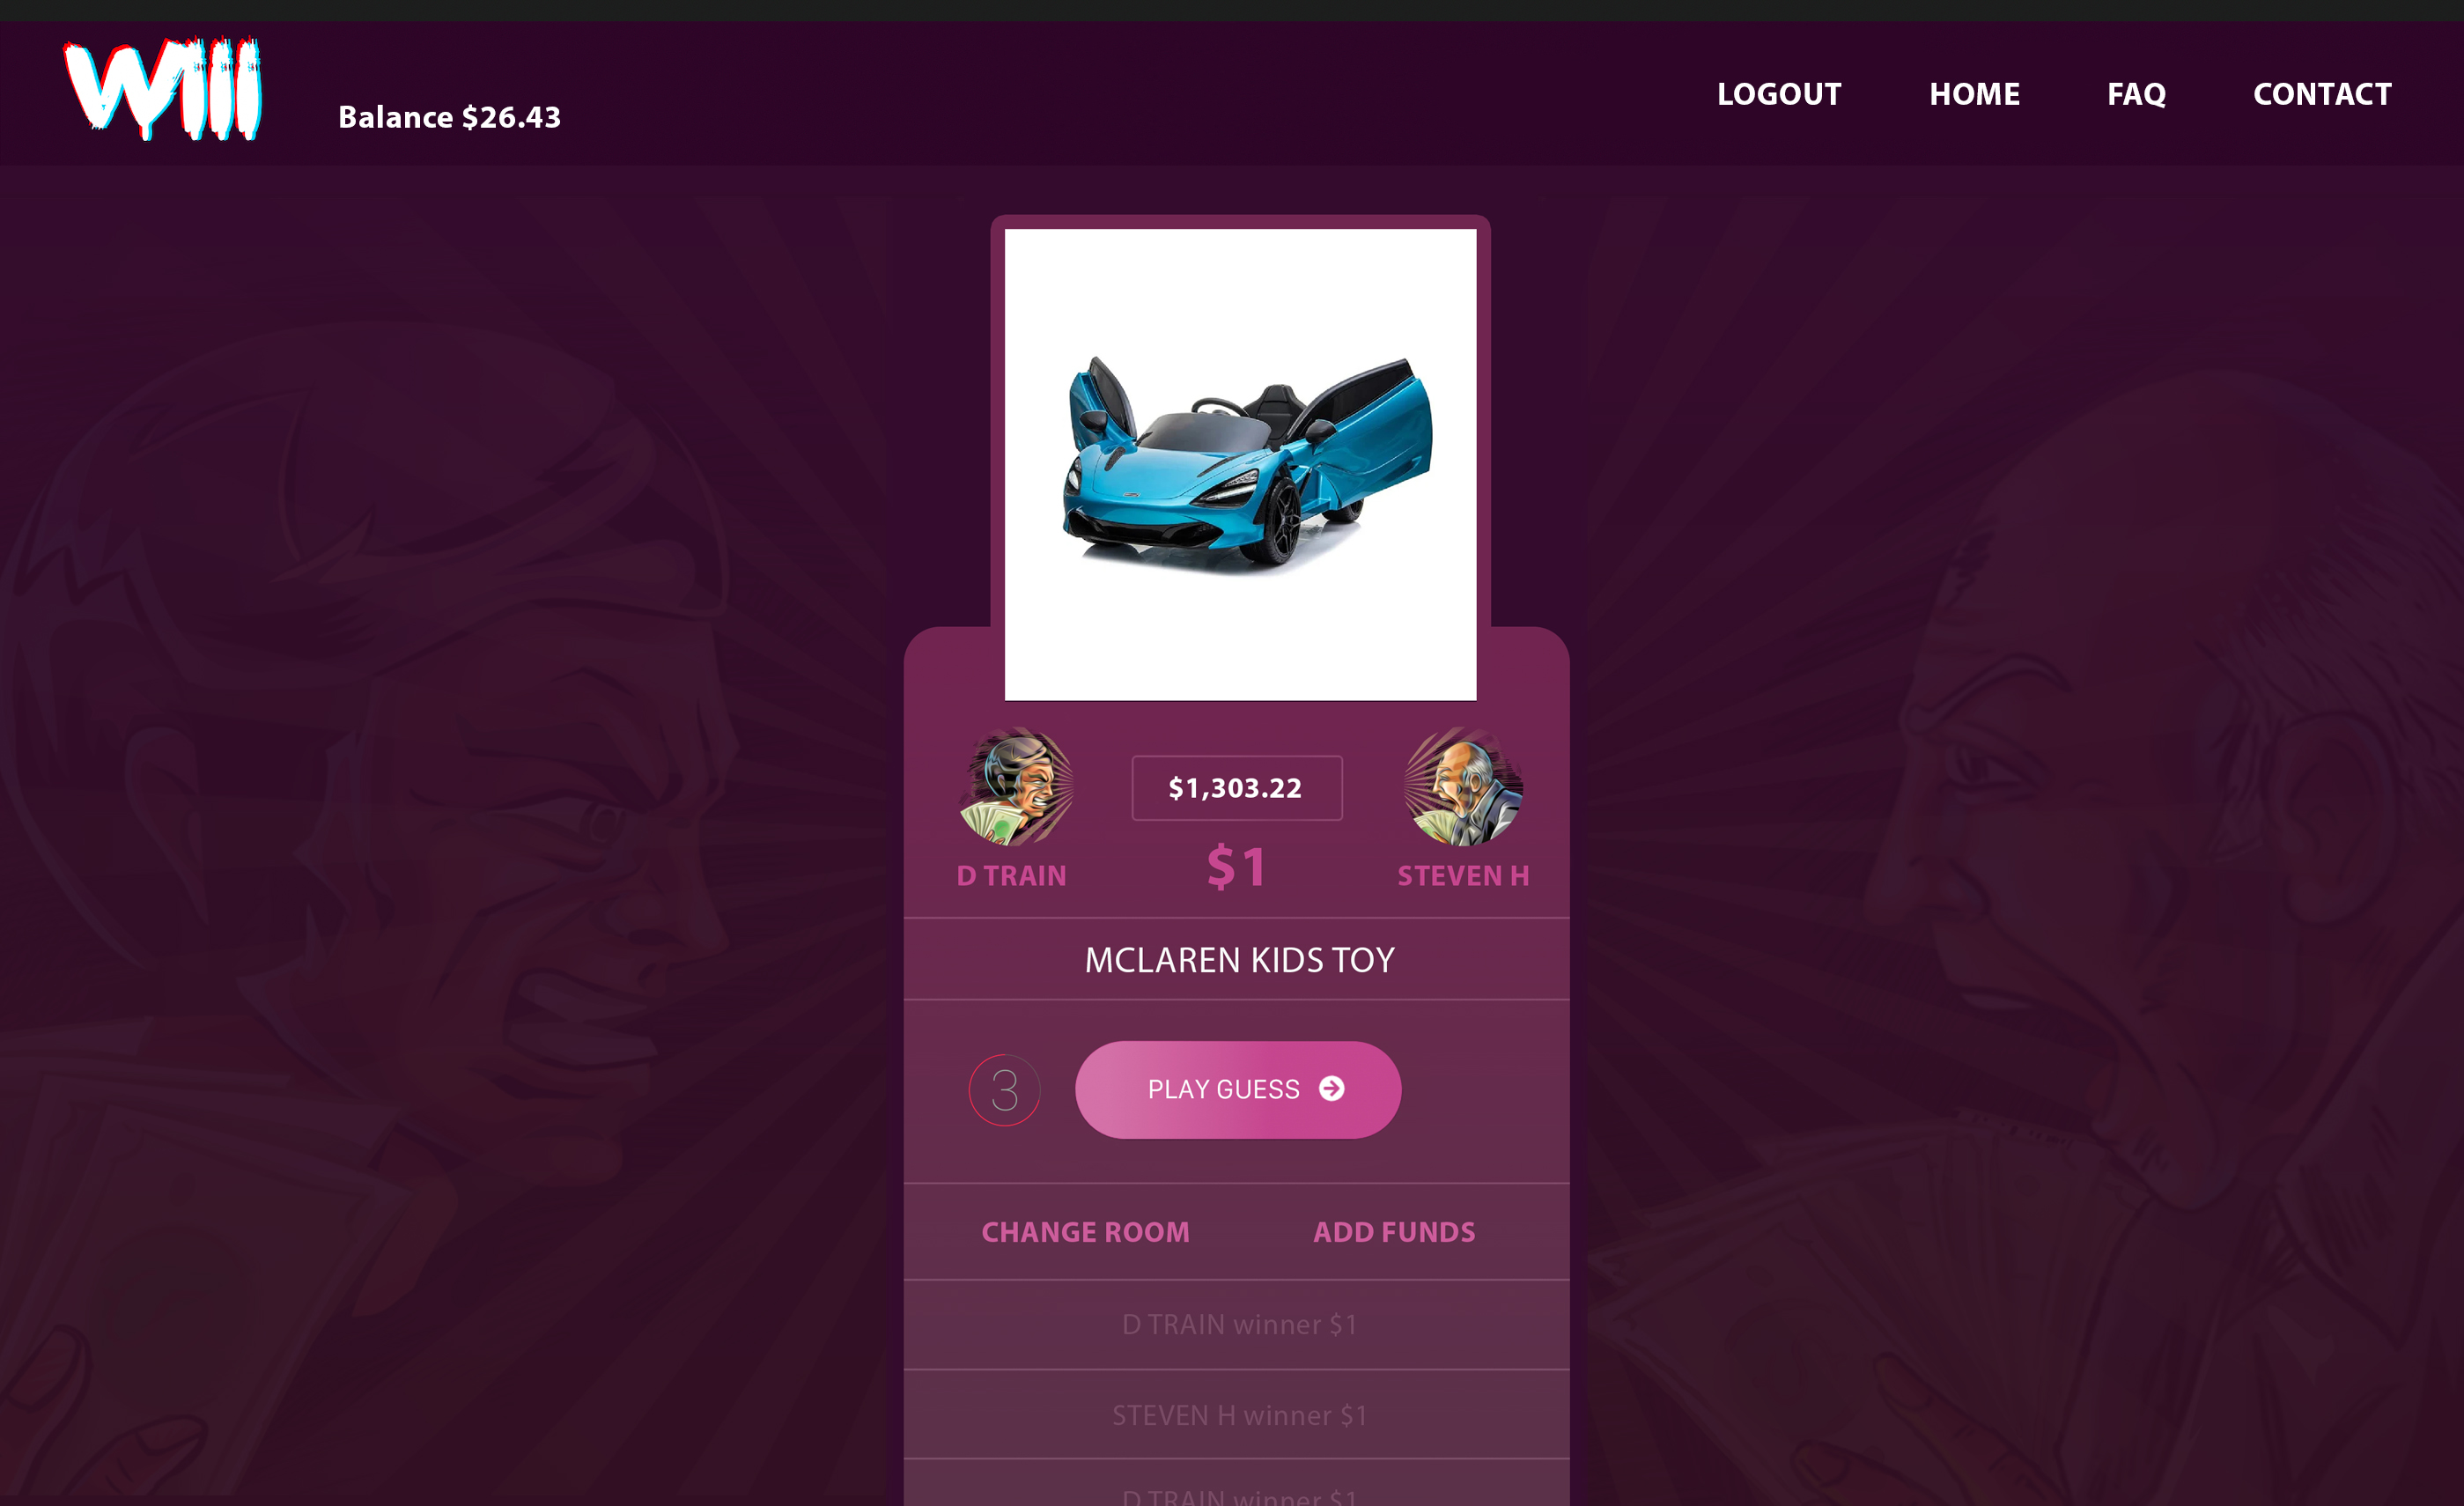 Will
Balance $26.43
LOGOUT HOME FAQ CONTACT
$1,303.22
$1
D TRAIN
STEVEN H
MCLAREN KIDS TOY
3
PLAY GUESS
CHANGE ROOM ADD FUNDS
D TRAIN winner $1
STEVEN H winner $1
D TRAIN winner $1